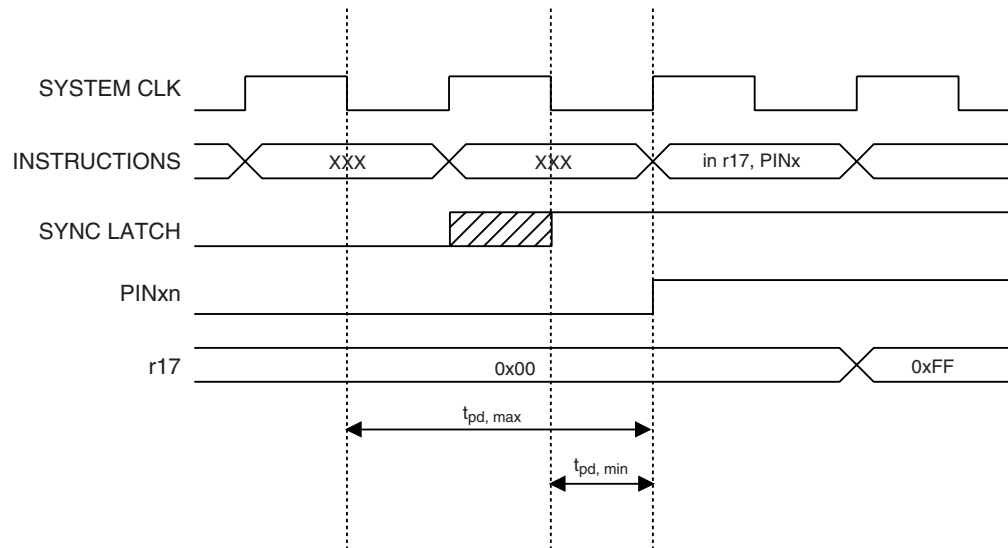 SYSTEM CLK
INSTRUCTIONS XXX XXX in r17, PINx
SYNC LATCH
PINxn
r17 0x00 0xFF
tpd, max
tpd, min